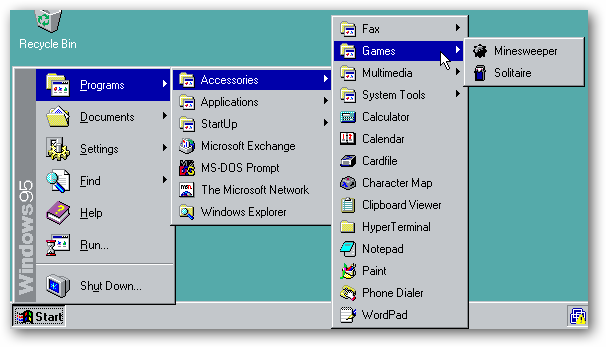 Recycle Bin
Windows 95
Programs
Documents
Settings
Find
Help
Run...
Shut Down...
Start
Accessories
Applications
StartUp
Microsoft Exchange
MS-DOS Prompt
The Microsoft Network
Windows Explorer
Fax
Games
Multimedia
System Tools
Calculator
Calendar
Cardfile
Character Map
Clipboard Viewer
HyperTerminal
Notepad
Paint
Phone Dialer
WordPad
Minesweeper
Solitaire